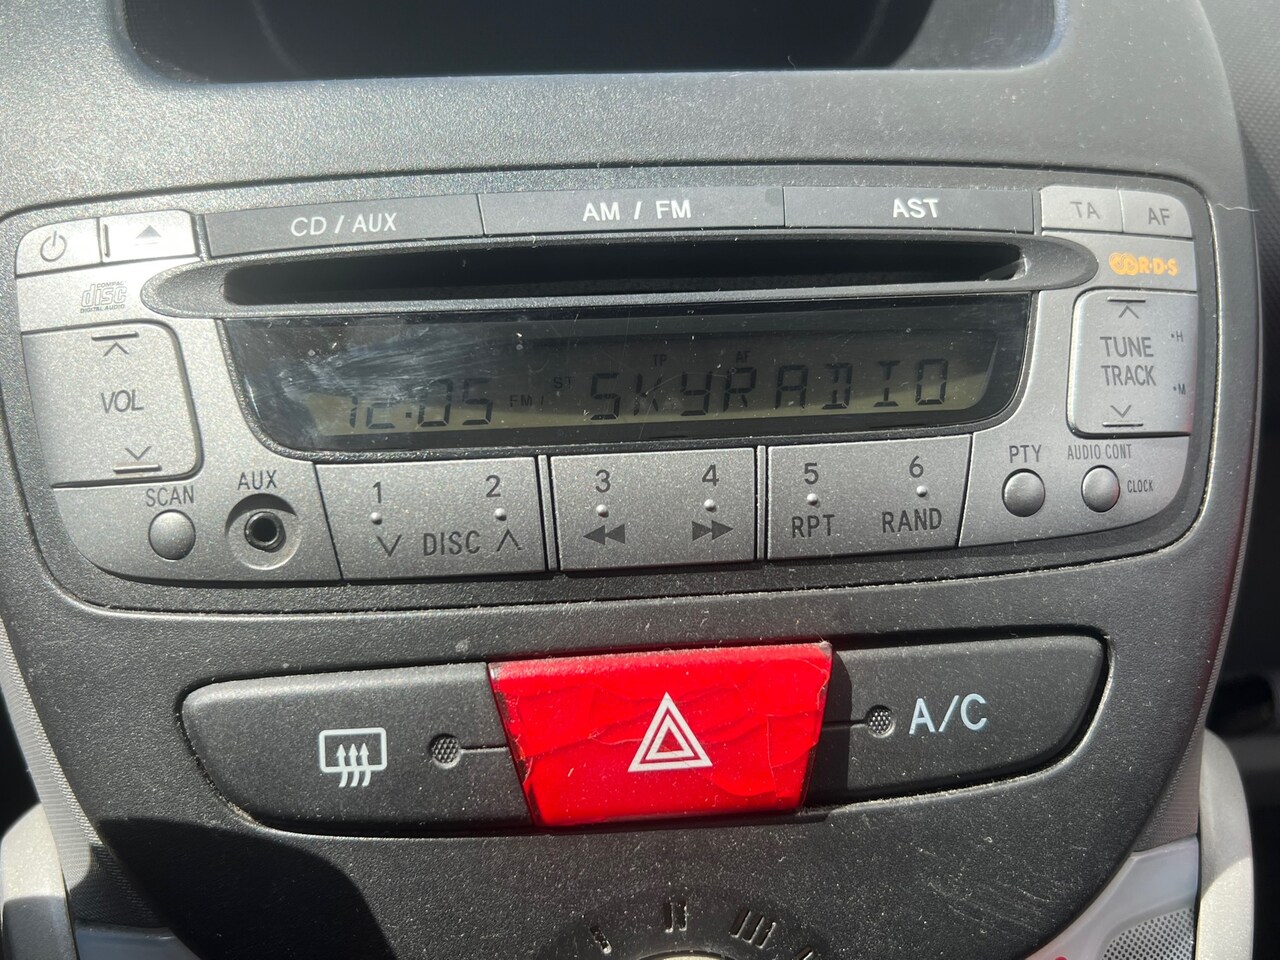 CD / AUX AM / FM AST TA AF
COMPACT disc DIGITAL AUDIO
R·D·S
VOL
12:05 FM1 ST TP AF SKYRADIO
TUNE TRACK
H
M
SCAN AUX
1 2 3 4 5 6
DISC RPT RAND
PTY AUDIO CONT CLOCK
A/C